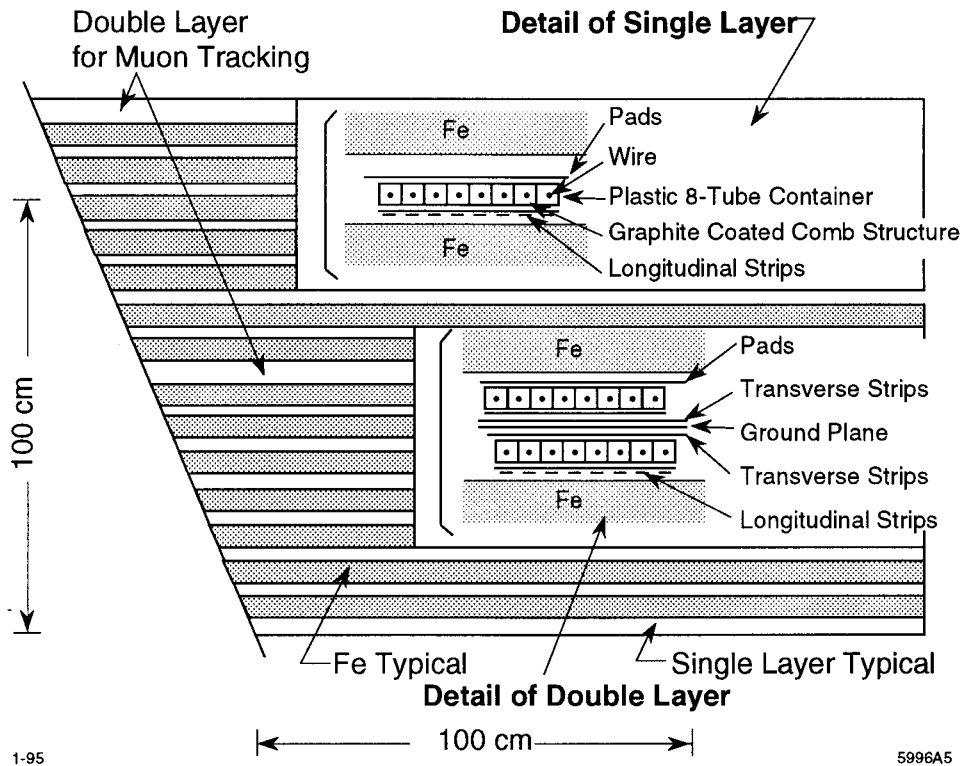 Double Layer
for Muon Tracking
Detail of Single Layer
Fe
Pads
Wire
Plastic 8-Tube Container
Graphite Coated Comb Structure
Fe
Longitudinal Strips
100 cm
Fe
Pads
Transverse Strips
Ground Plane
Transverse Strips
Fe
Longitudinal Strips
Fe Typical
Single Layer Typical
Detail of Double Layer
100 cm
1-95
5996A5